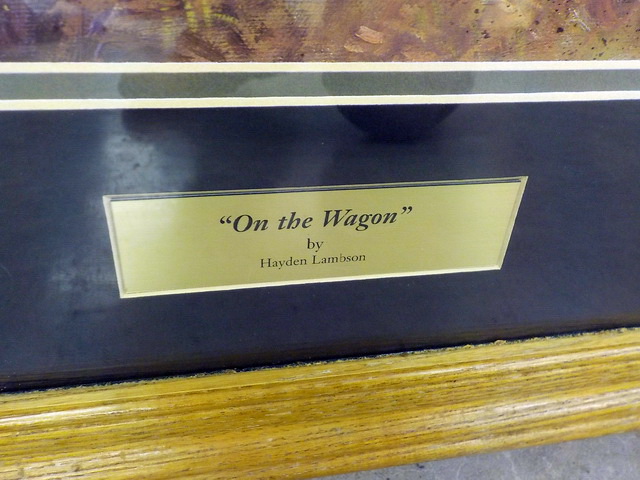 “On the Wagon”
by
Hayden Lambson